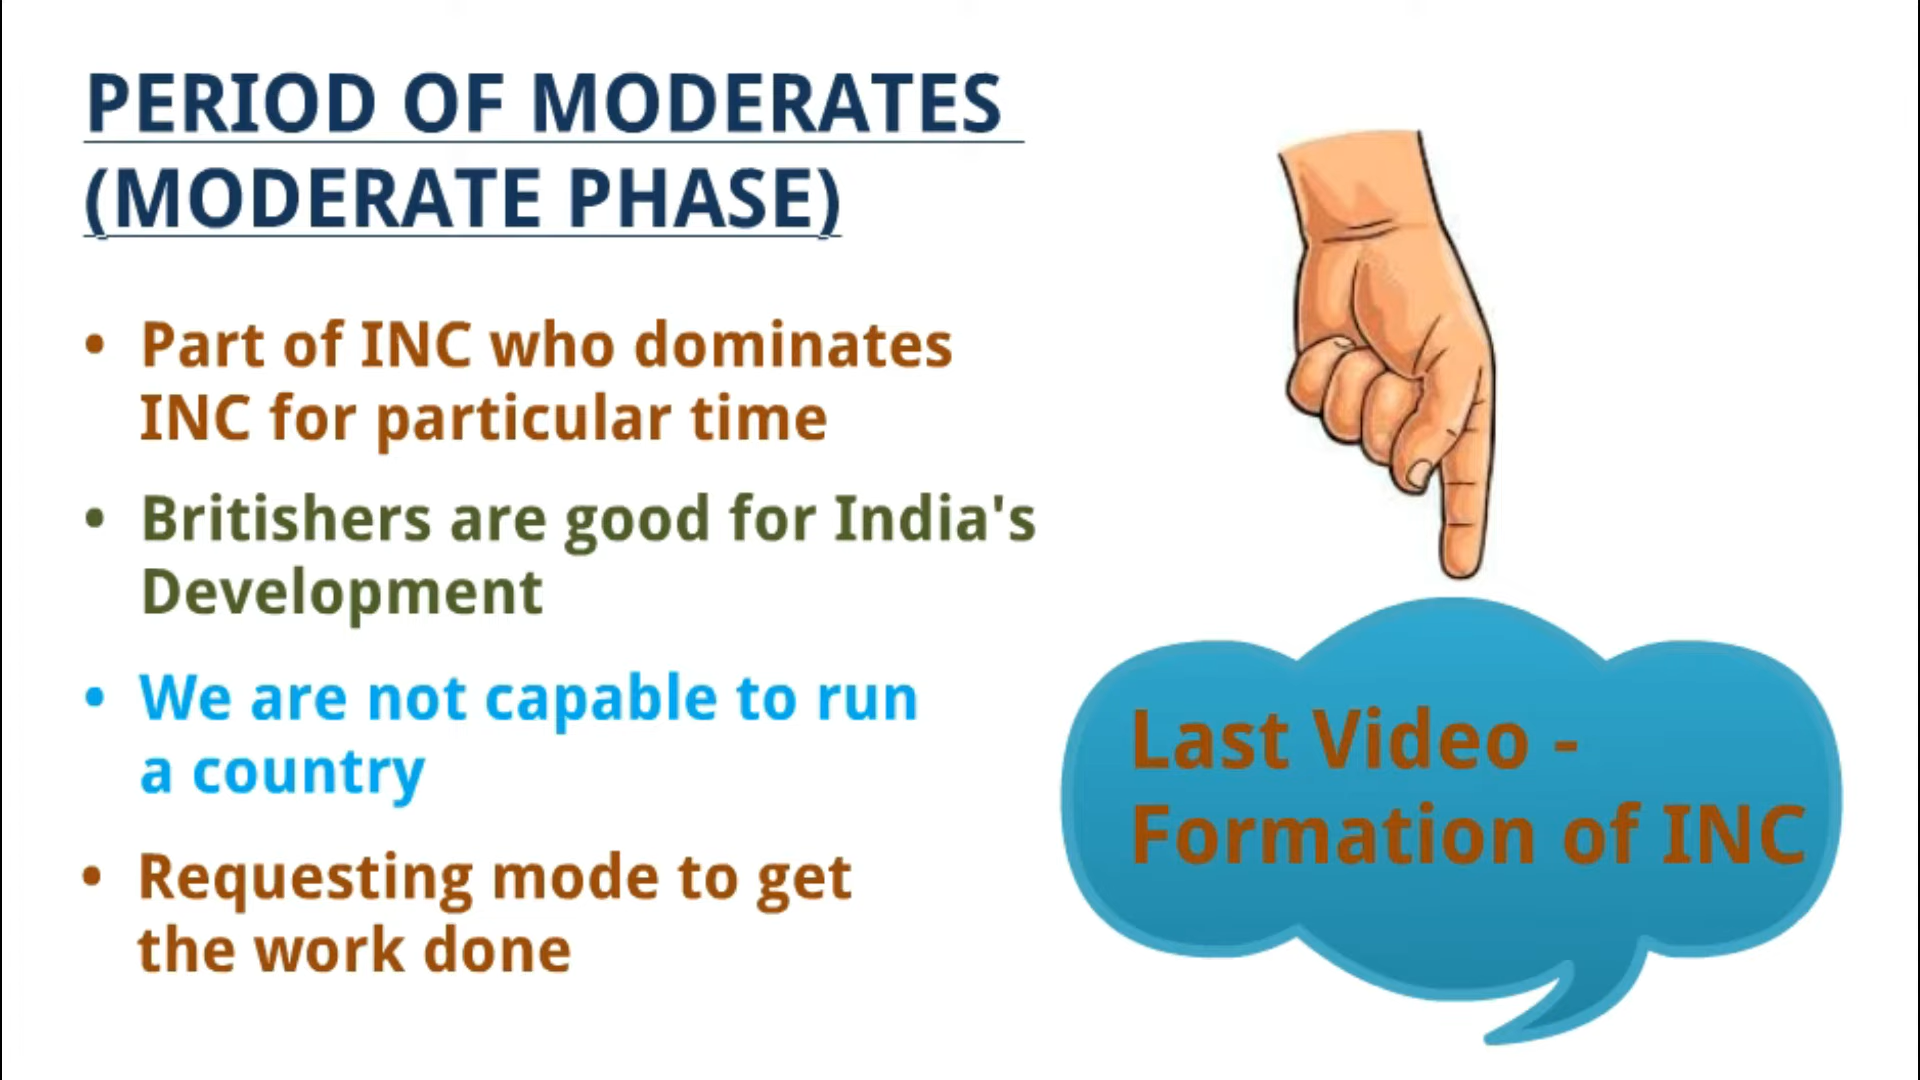 PERIOD OF MODERATES
(MODERATE PHASE)
• Part of INC who dominates
INC for particular time
• Britishers are good for India's
Development
• We are not capable to run
a country
• Requesting mode to get
the work done
Last Video -
Formation of INC